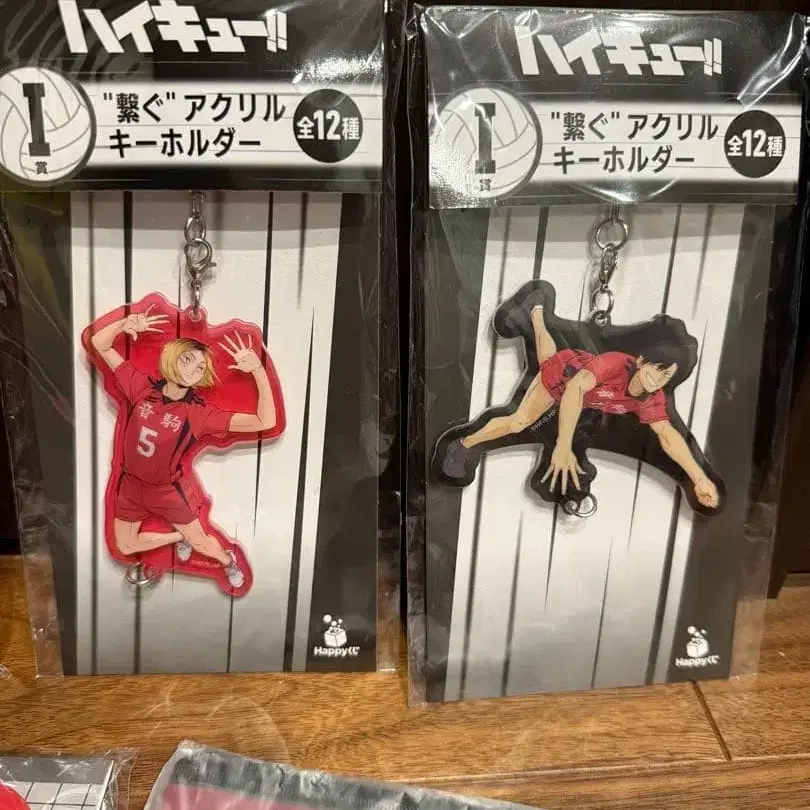 ハイキュー!!
I
賞
"繋ぐ"アクリル
キーホルダー
全12種
音駒
5
Happyくじ
ハイキュー!!
I
賞
"繋ぐ"アクリル
キーホルダー
全12種
Happyくじ